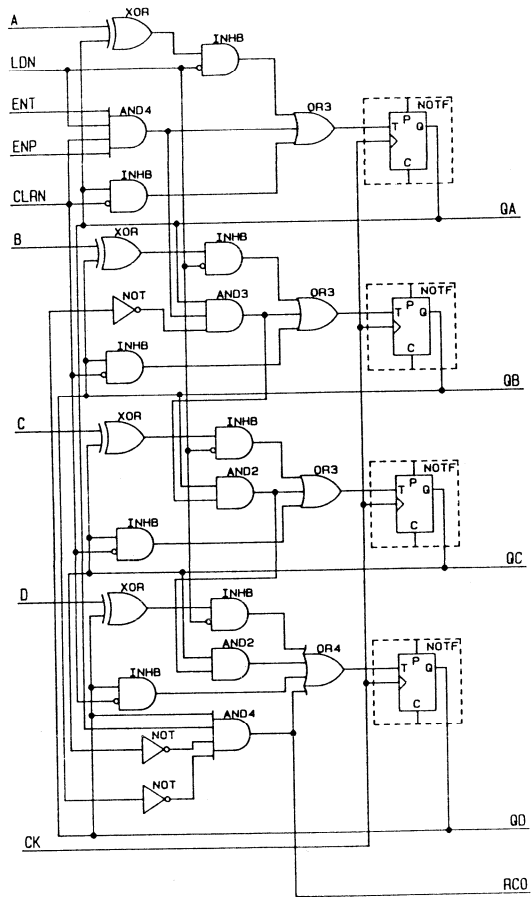 A
XOR
INHB
LDN
ENT
AND4
OR3
NOTF
P
T
Q
C
ENP
INHB
CLRN
QA
XOR
B
INHB
NOT
AND3
OR3
NOTF
P
T
Q
C
INHB
QB
XOR
C
INHB
AND2
OR3
NOTF
P
T
Q
C
INHB
QC
XOR
D
INHB
AND2
OR4
NOTF
P
T
Q
C
INHB
AND4
NOT
NOT
QD
CK
RCO